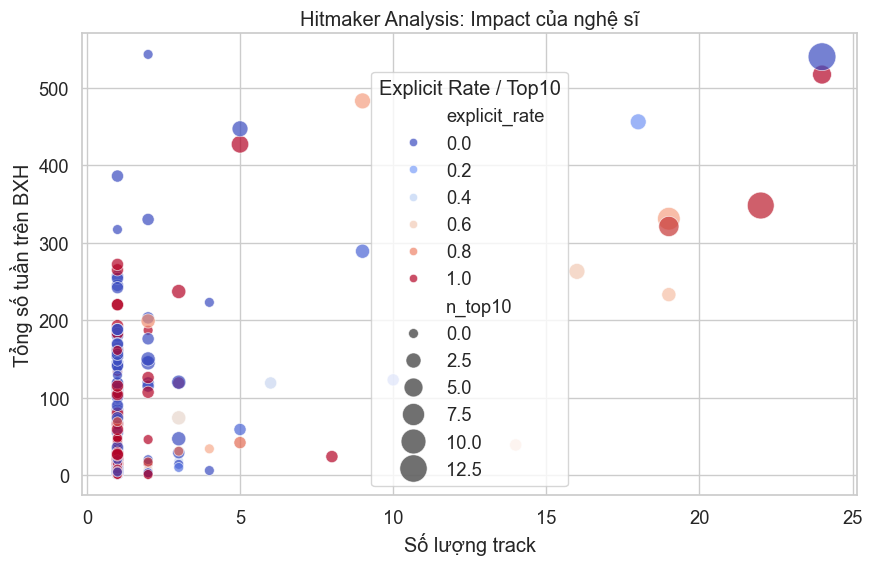 Hitmaker Analysis: Impact của nghệ sĩ
Tổng số tuần trên BXH
500
400
300
200
100
0
Explicit Rate / Top10
explicit_rate
0.0
0.2
0.4
0.6
0.8
1.0
n_top10
0.0
2.5
5.0
7.5
10.0
12.5
0 5 10 15 20 25
Số lượng track